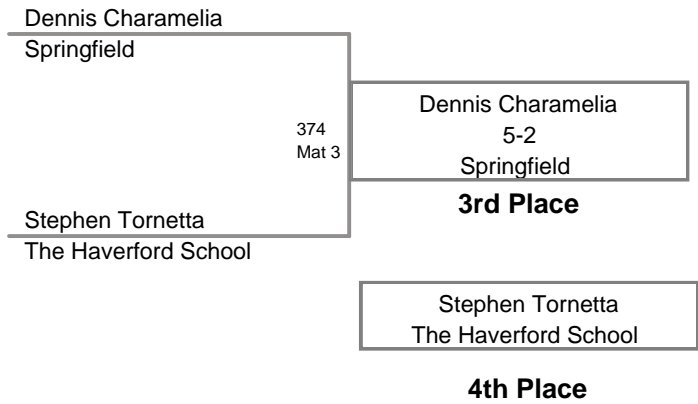 Dennis Charamelia
Springfield
374
Mat 3
Dennis Charamelia
5-2
Springfield
3rd Place
Stephen Tornetta
The Haverford School
Stephen Tornetta
The Haverford School
4th Place